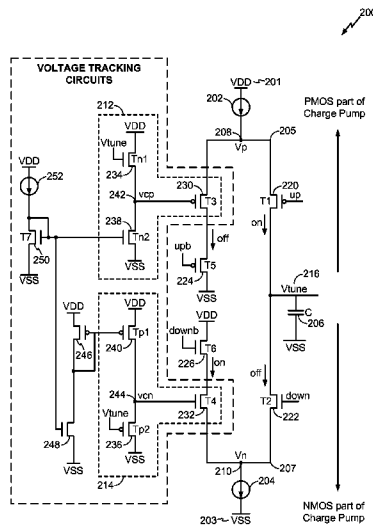 200
VOLTAGE TRACKING CIRCUITS
VDD 201
202
212
VDD
208
205
Vp
PMOS part of Charge Pump
Vtune
Tn1
234
230
220
VDD
252
242
vcp
T3
T1
up
on
238
off
T7
Tn2
250
VSS
VSS
upb
T5
224
VSS
216
Vtune
C
206
VSS
VDD
VDD
VDD
downb
T6
246
Tp1
240
226
on
off
244
vcn
T4
T2
down
232
222
248
Vtune
Tp2
236
VSS
VSS
214
Vn
210
207
204
203
VSS
NMOS part of Charge Pump